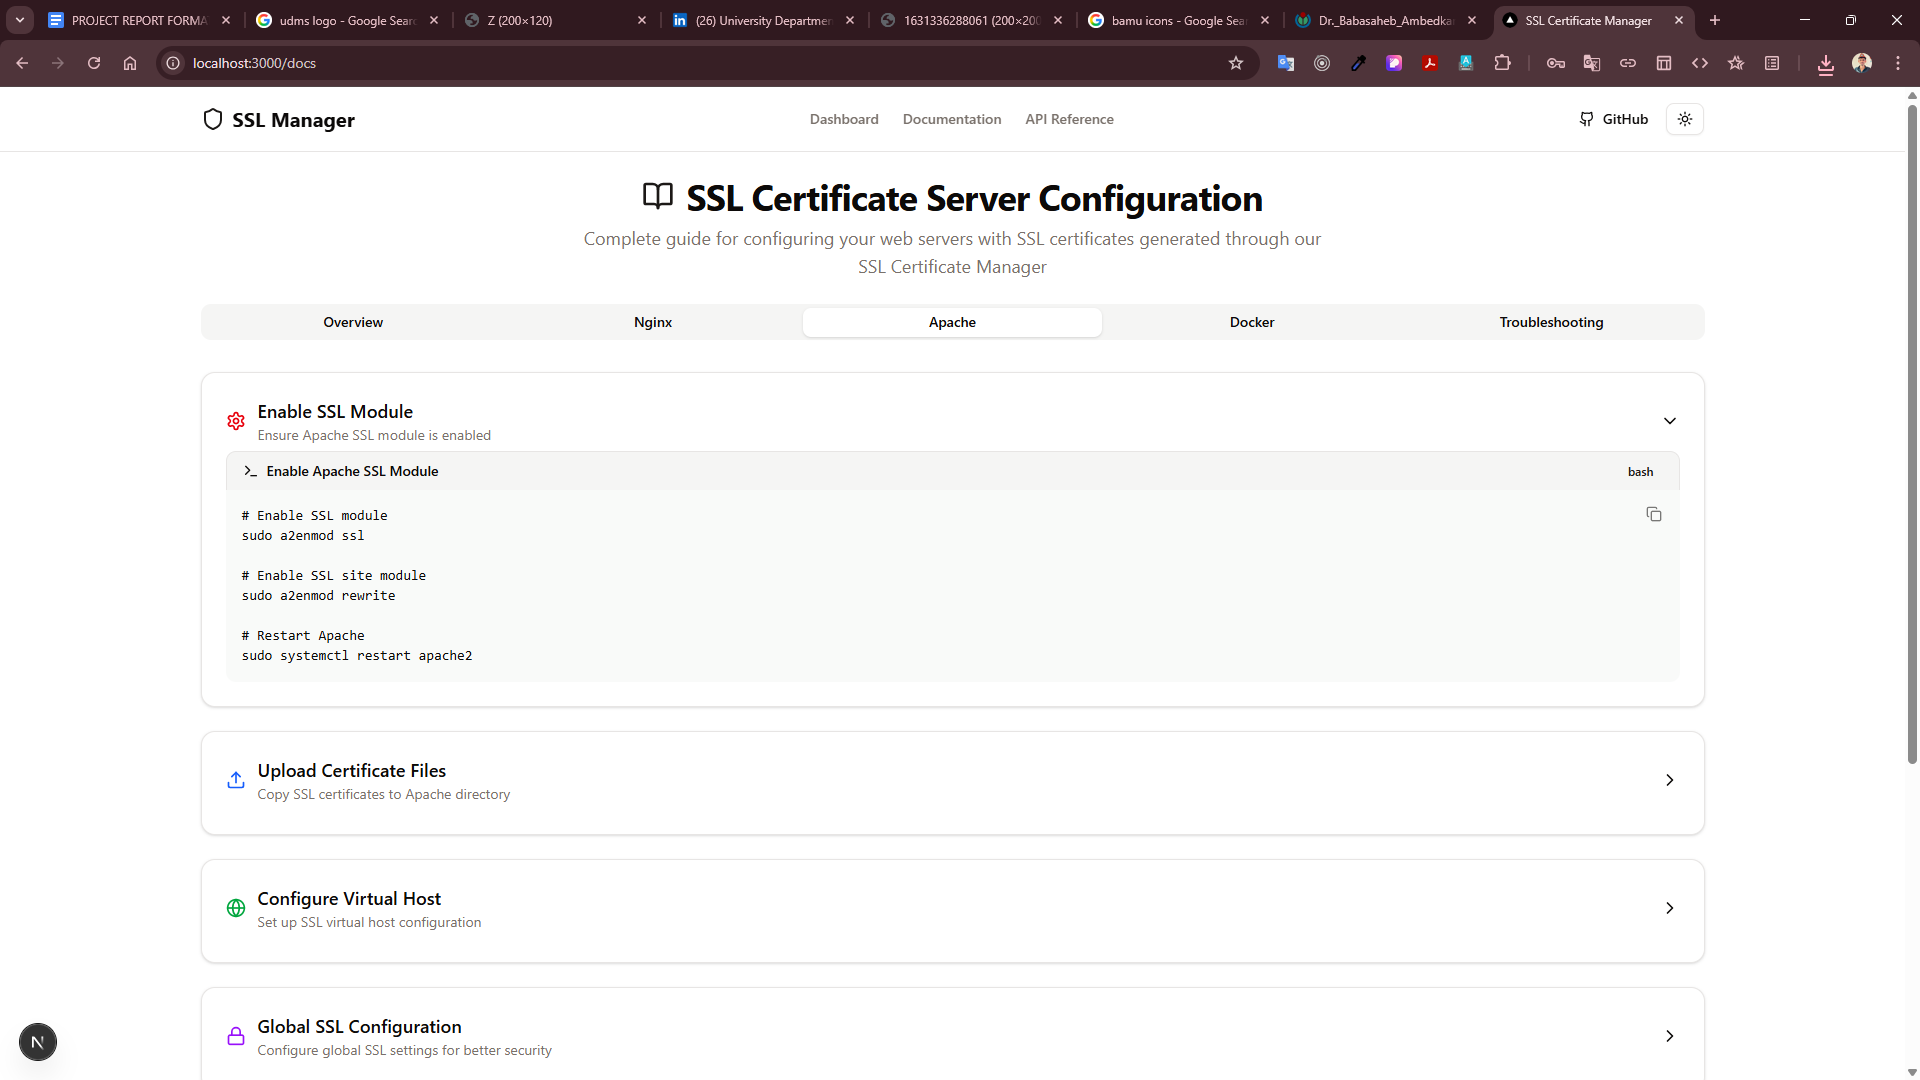 PROJECT REPORT FORMA
udms logo - Google Sear
Z (200×120)
(26) University Departmen
1631336288061 (200×200
bamu icons - Google Sea
Dr._Babasaheb_Ambedka
SSL Certificate Manager
localhost:3000/docs
SSL Manager
Dashboard
Documentation
API Reference
GitHub
SSL Certificate Server Configuration
Complete guide for configuring your web servers with SSL certificates generated through our
SSL Certificate Manager
Overview
Nginx
Apache
Docker
Troubleshooting
Enable SSL Module
Ensure Apache SSL module is enabled
Enable Apache SSL Module
bash
# Enable SSL module
sudo a2enmod ssl
# Enable SSL site module
sudo a2enmod rewrite
# Restart Apache
sudo systemctl restart apache2
Upload Certificate Files
Copy SSL certificates to Apache directory
Configure Virtual Host
Set up SSL virtual host configuration
Global SSL Configuration
Configure global SSL settings for better security
N